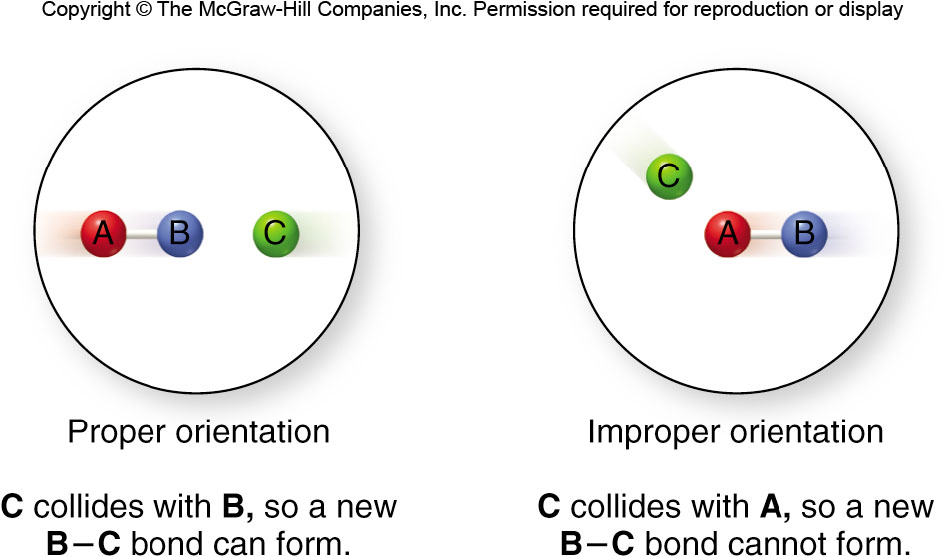 Copyright © The McGraw-Hill Companies, Inc. Permission required for reproduction or display
A B C
C
A B
Proper orientation
C collides with B, so a new
B–C bond can form.
Improper orientation
C collides with A, so a new
B–C bond cannot form.